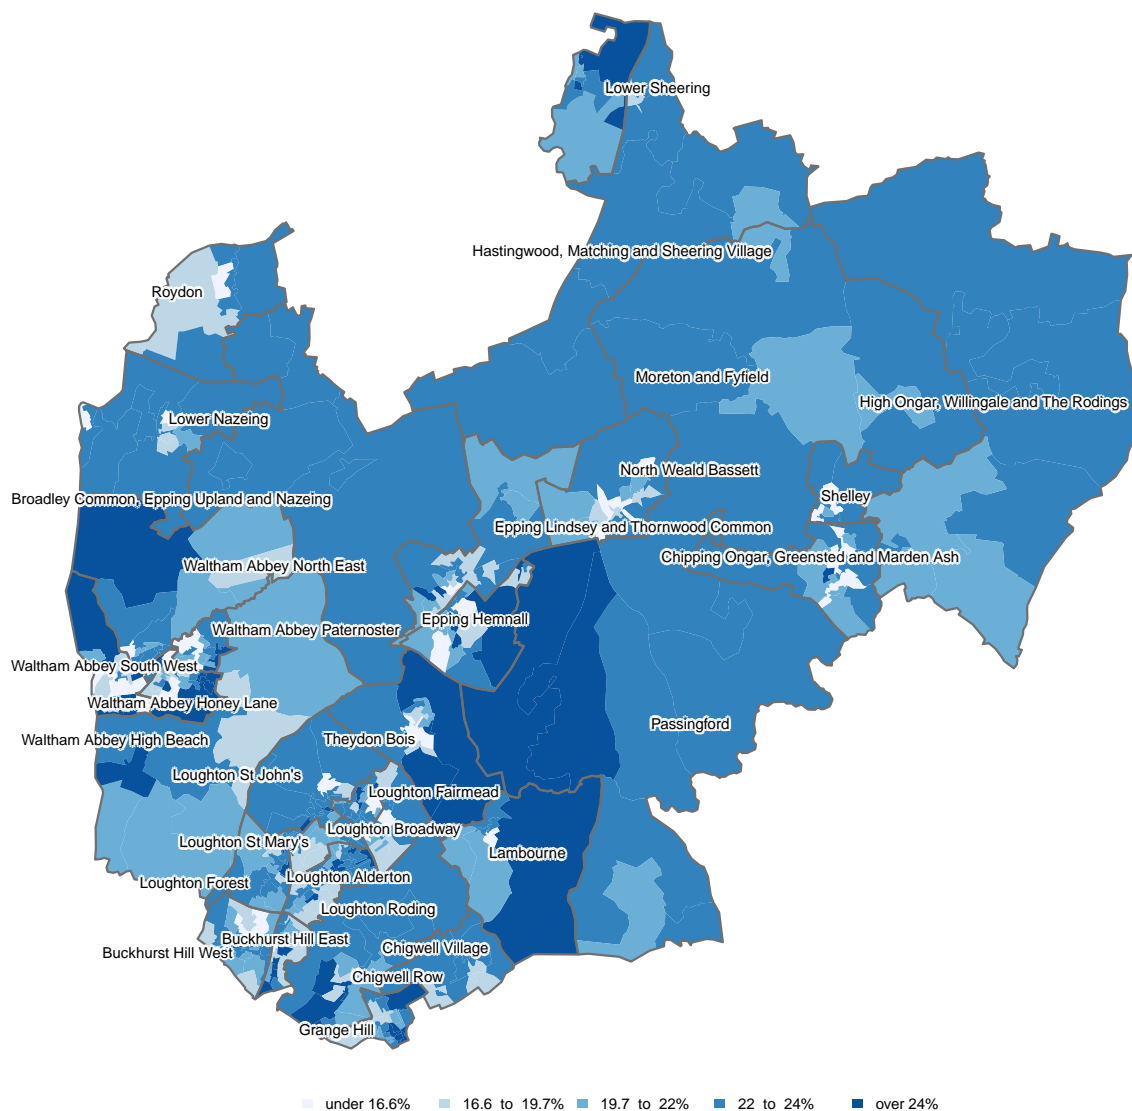 Lower Sheering
Hastingwood, Matching and Sheering Village
Roydon
Moreton and Fyfield
High Ongar, Willingale and The Rodings
Lower Nazeing
North Weald Bassett
Broadley Common, Epping Upland and Nazeing
Shelley
Epping Lindsey and Thornwood Common
Chipping Ongar, Greensted and Marden Ash
Waltham Abbey North East
Epping Hemnall
Waltham Abbey Paternoster
Waltham Abbey South West
Waltham Abbey Honey Lane
Passingford
Waltham Abbey High Beach
Theydon Bois
Loughton St John's
Loughton Fairmead
Loughton Broadway
Loughton St Mary's
Lambourne
Loughton Alderton
Loughton Forest
Loughton Roding
Buckhurst Hill East
Chigwell Village
Buckhurst Hill West
Chigwell Row
Grange Hill
under 16.6% 16.6 to 19.7% 19.7 to 22% 22 to 24% over 24%